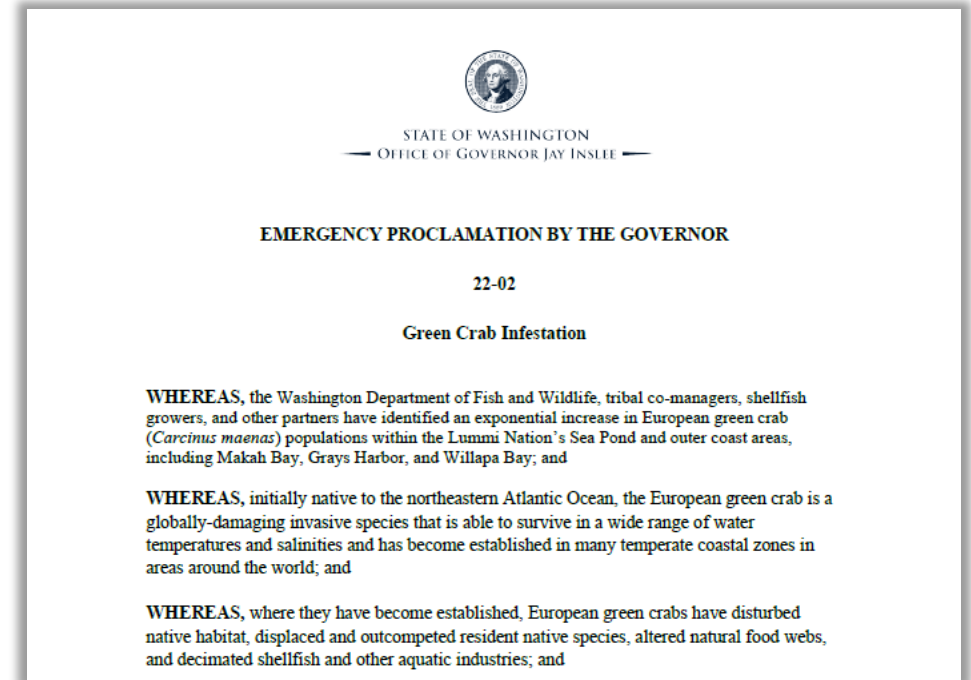 STATE OF WASHINGTON
OFFICE OF GOVERNOR JAY INSLEE
EMERGENCY PROCLAMATION BY THE GOVERNOR
22-02
Green Crab Infestation
WHEREAS, the Washington Department of Fish and Wildlife, tribal co-managers, shellfish
growers, and other partners have identified an exponential increase in European green crab
(Carcinus maenas) populations within the Lummi Nation's Sea Pond and outer coast areas,
including Makah Bay, Grays Harbor, and Willapa Bay; and
WHEREAS, initially native to the northeastern Atlantic Ocean, the European green crab is a
globally-damaging invasive species that is able to survive in a wide range of water
temperatures and salinities and has become established in many temperate coastal zones in
areas around the world; and
WHEREAS, where they have become established, European green crabs have disturbed
native habitat, displaced and outcompeted resident native species, altered natural food webs,
and decimated shellfish and other aquatic industries; and